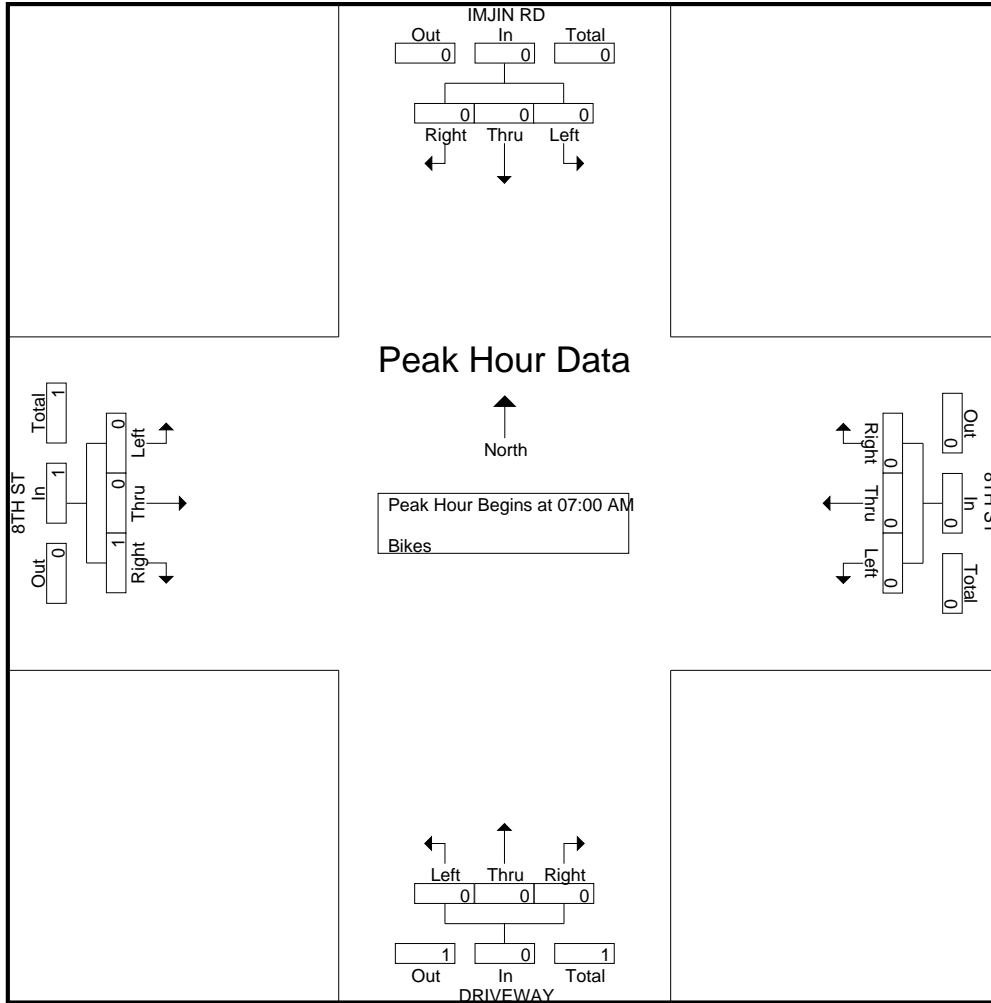 IMJIN RD
Out In Total
0 0 0
0 0 0
Right Thru Left
Peak Hour Data
North
Peak Hour Begins at 07:00 AM
Bikes
8TH ST
Out In Total
0 1 1
Left Thru Right
0 0 1
8TH ST
Out In Total
0 0 0
Right Thru Left
0 0 0
Left Thru Right
0 0 0
1 0 1
Out In Total
DRIVEWAY